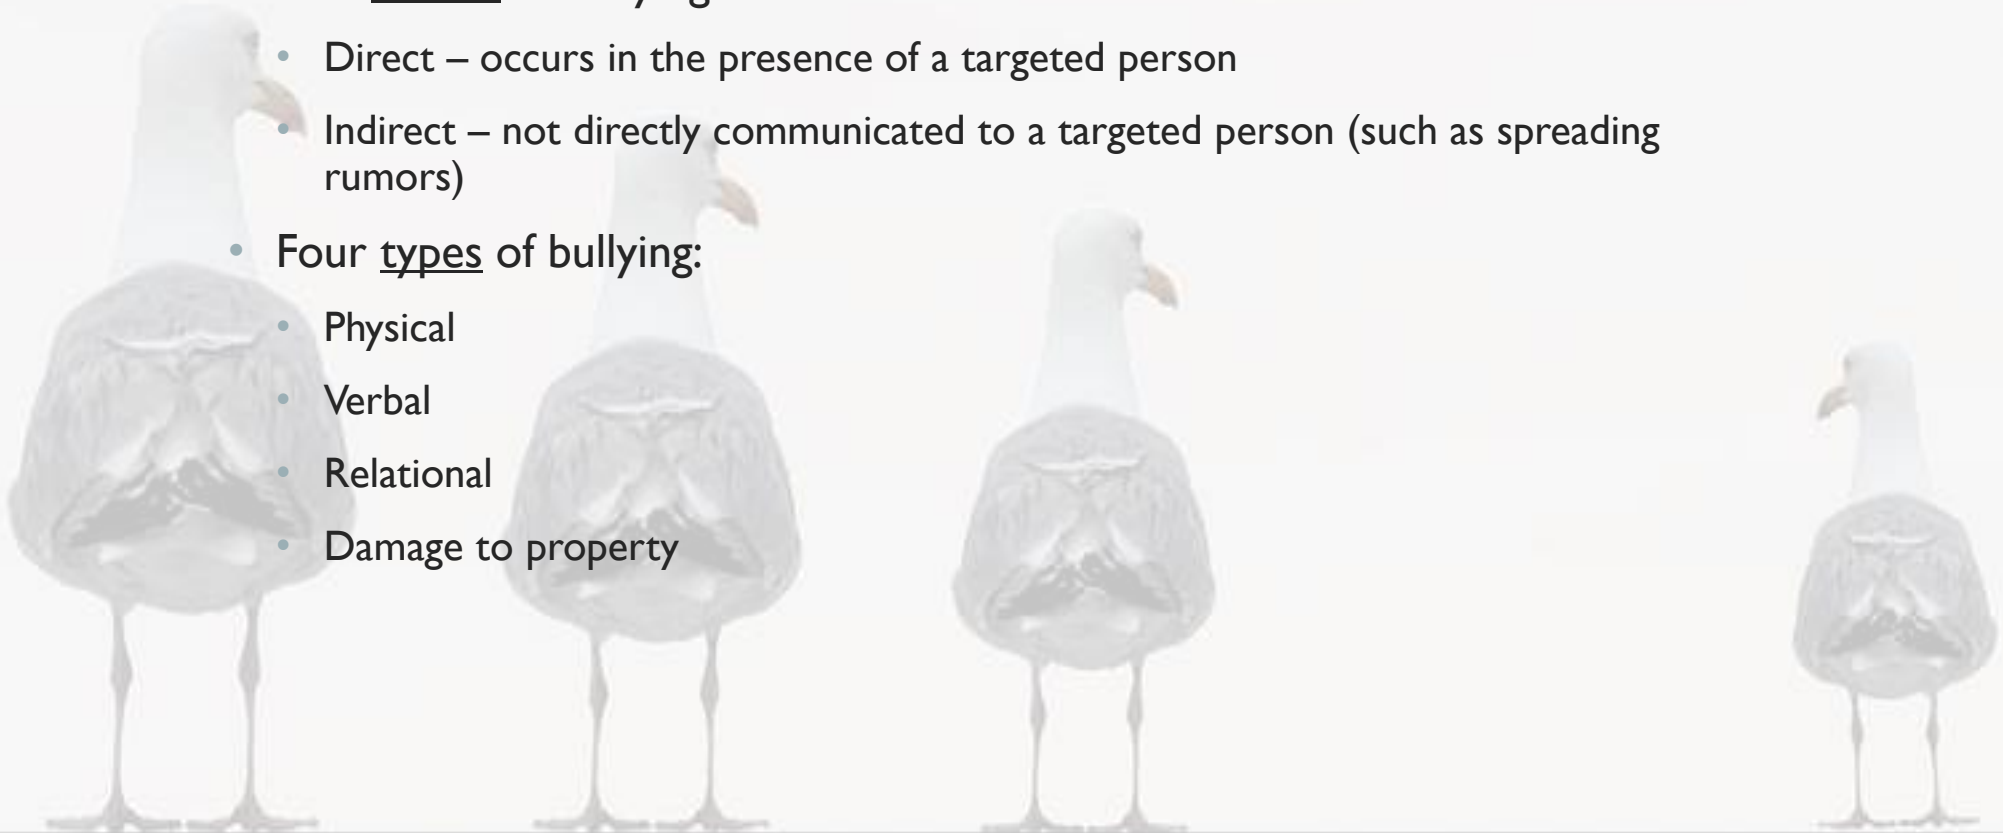 • Direct – occurs in the presence of a targeted person
• Indirect – not directly communicated to a targeted person (such as spreading
rumors)
• Four types of bullying:
• Physical
• Verbal
• Relational
• Damage to property